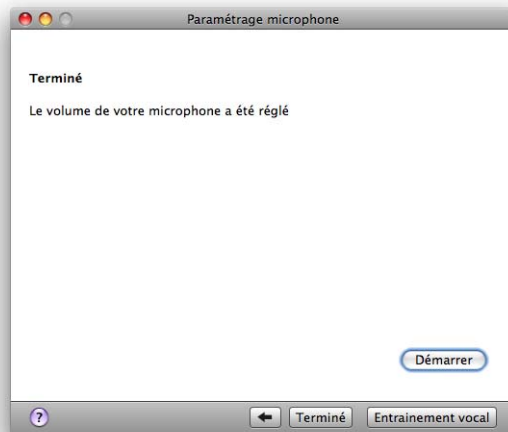 Paramétrage microphone
Terminé
Le volume de votre microphone a été réglé
Démarrer
?
Terminé
Entrainement vocal